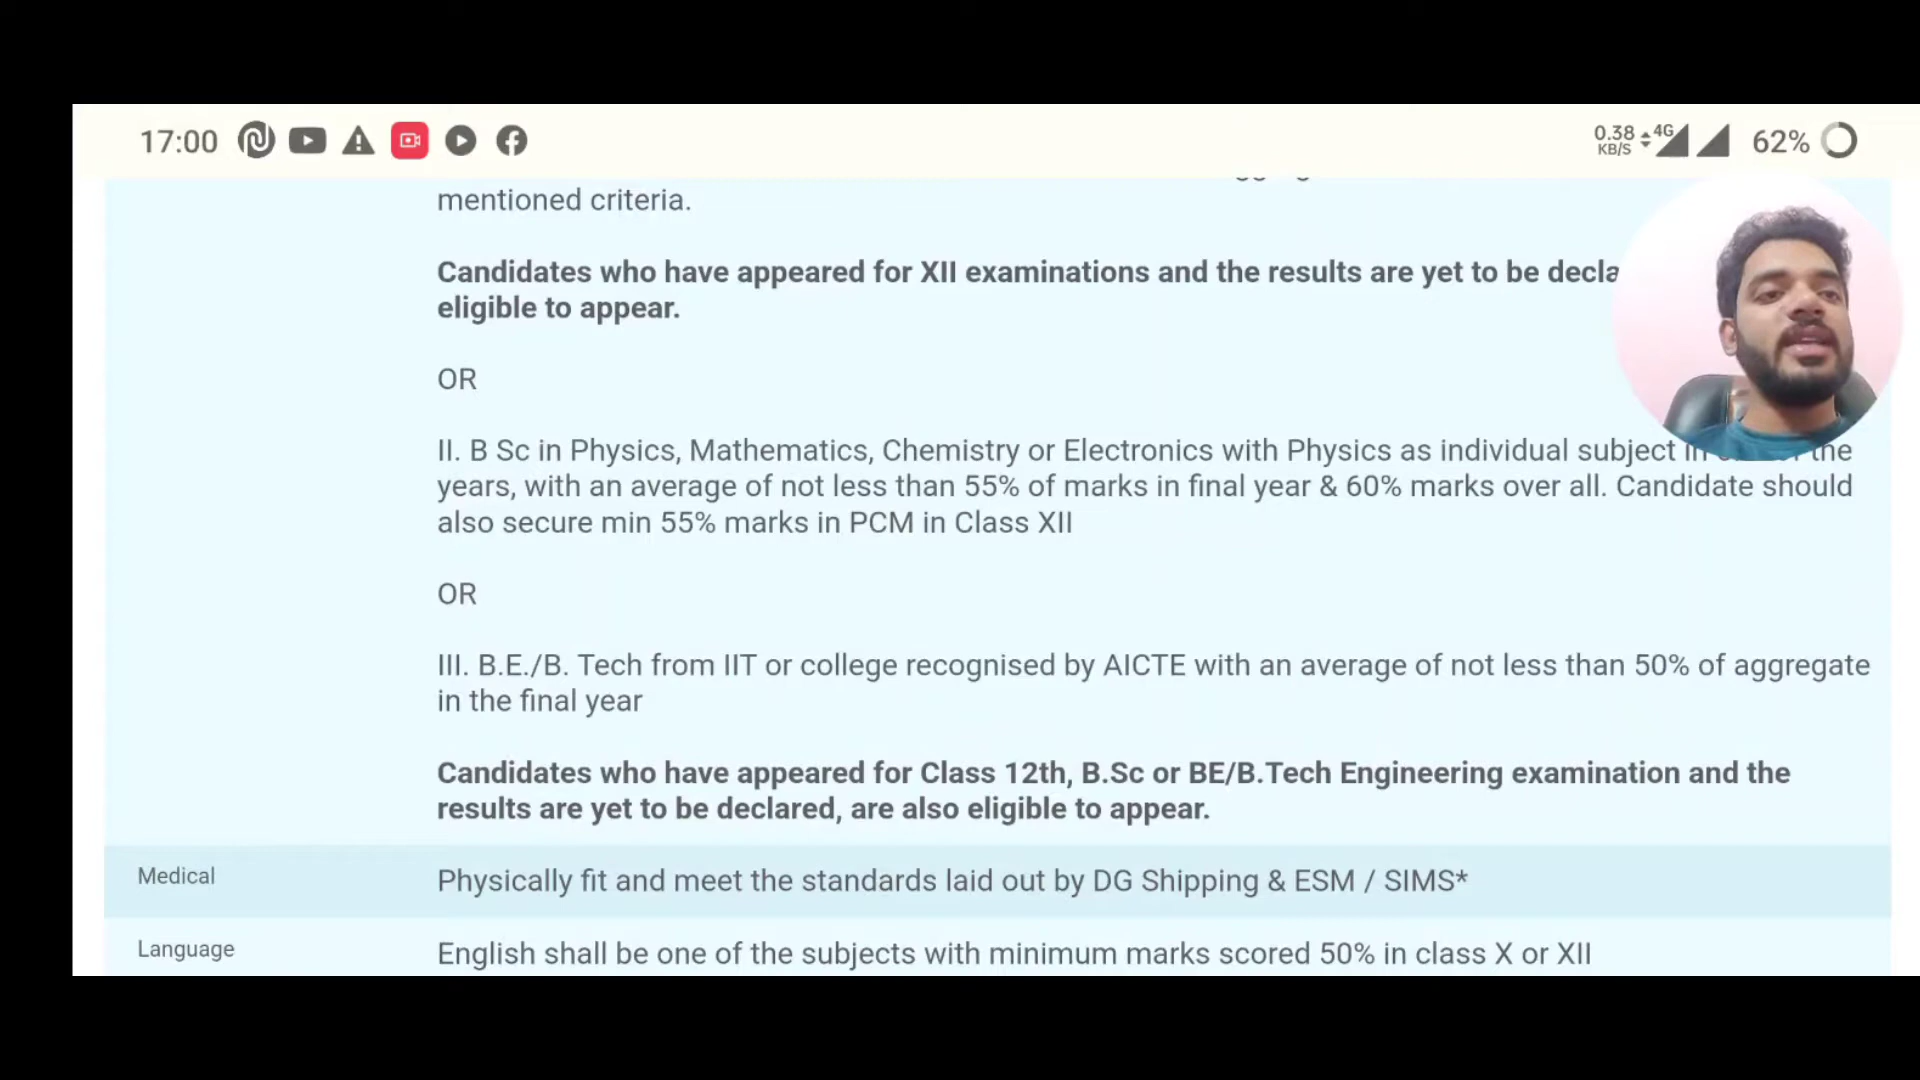 17:00
0.38 KB/S 4G 62%
mentioned criteria.
Candidates who have appeared for XII examinations and the results are yet to be decla
eligible to appear.
OR
II. B Sc in Physics, Mathematics, Chemistry or Electronics with Physics as individual subject in the
years, with an average of not less than 55% of marks in final year & 60% marks over all. Candidate should
also secure min 55% marks in PCM in Class XII
OR
III. B.E./B. Tech from IIT or college recognised by AICTE with an average of not less than 50% of aggregate
in the final year
Candidates who have appeared for Class 12th, B.Sc or BE/B.Tech Engineering examination and the
results are yet to be declared, are also eligible to appear.
Medical
Physically fit and meet the standards laid out by DG Shipping & ESM / SIMS*
Language
English shall be one of the subjects with minimum marks scored 50% in class X or XII